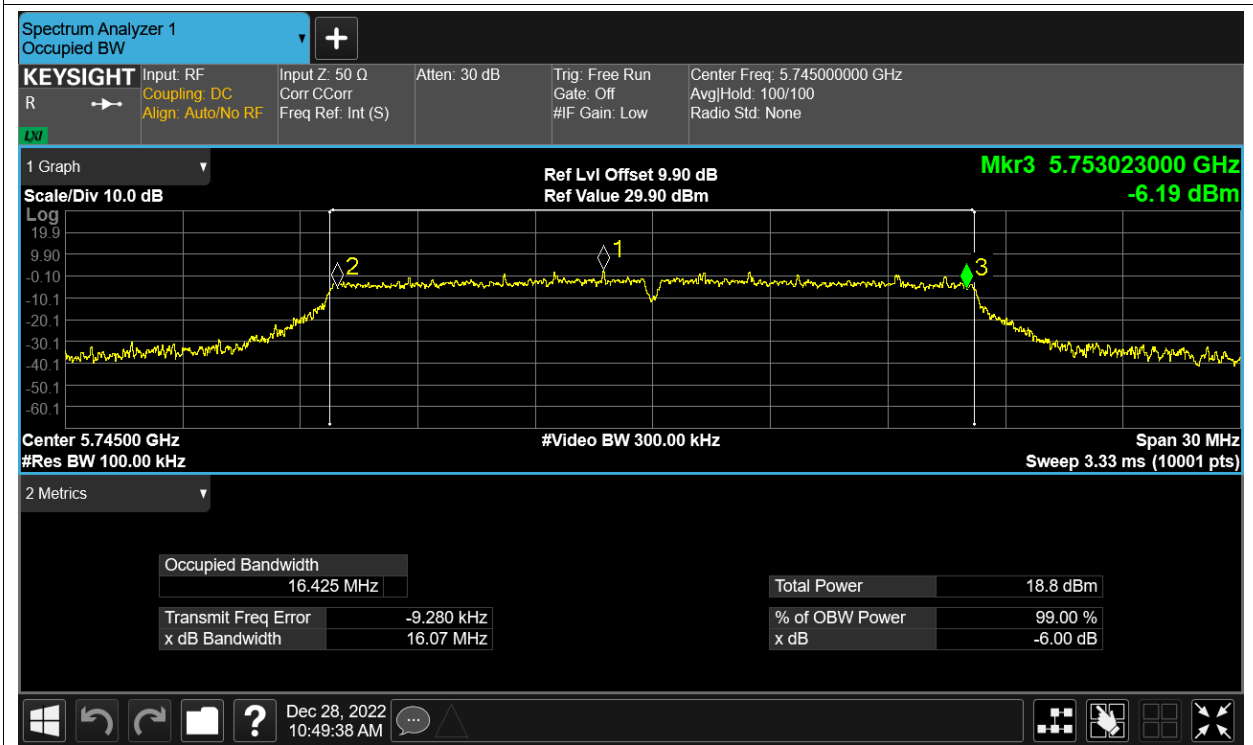 Spectrum Analyzer 1
Occupied BW
KEYSIGHT
R
LXI
Input: RF
Coupling: DC
Align: Auto/No RF
Input Z: 50 Ω
Corr CCorr
Freq Ref: Int (S)
Atten: 30 dB
Trig: Free Run
Gate: Off
#IF Gain: Low
Center Freq: 5.745000000 GHz
Avg|Hold: 100/100
Radio Std: None
1 Graph
Scale/Div 10.0 dB
Ref Lvl Offset 9.90 dB
Ref Value 29.90 dBm
Mkr3 5.753023000 GHz
-6.19 dBm
Log
19.9
9.90
-0.10
-10.1
-20.1
-30.1
-40.1
-50.1
-60.1
1
2
3
Center 5.74500 GHz
#Res BW 100.00 kHz
#Video BW 300.00 kHz
Span 30 MHz
Sweep 3.33 ms (10001 pts)
2 Metrics
Occupied Bandwidth
16.425 MHz
Transmit Freq Error -9.280 kHz
x dB Bandwidth 16.07 MHz
Total Power 18.8 dBm
% of OBW Power 99.00 %
x dB -6.00 dB
?
Dec 28, 2022
10:49:38 AM